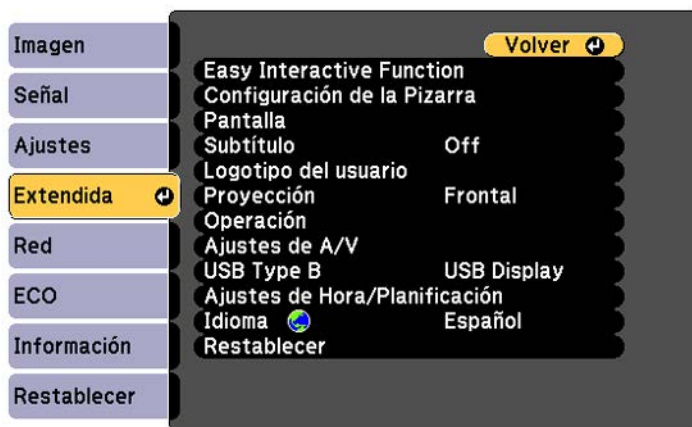 Imagen
Señal
Ajustes
Extendida
Red
ECO
Información
Restablecer
Volver
Easy Interactive Function
Configuración de la Pizarra
Pantalla
Subtítulo Off
Logotipo del usuario
Proyección Frontal
Operación
Ajustes de A/V
USB Type B USB Display
Ajustes de Hora/Planificación
Idioma Español
Restablecer